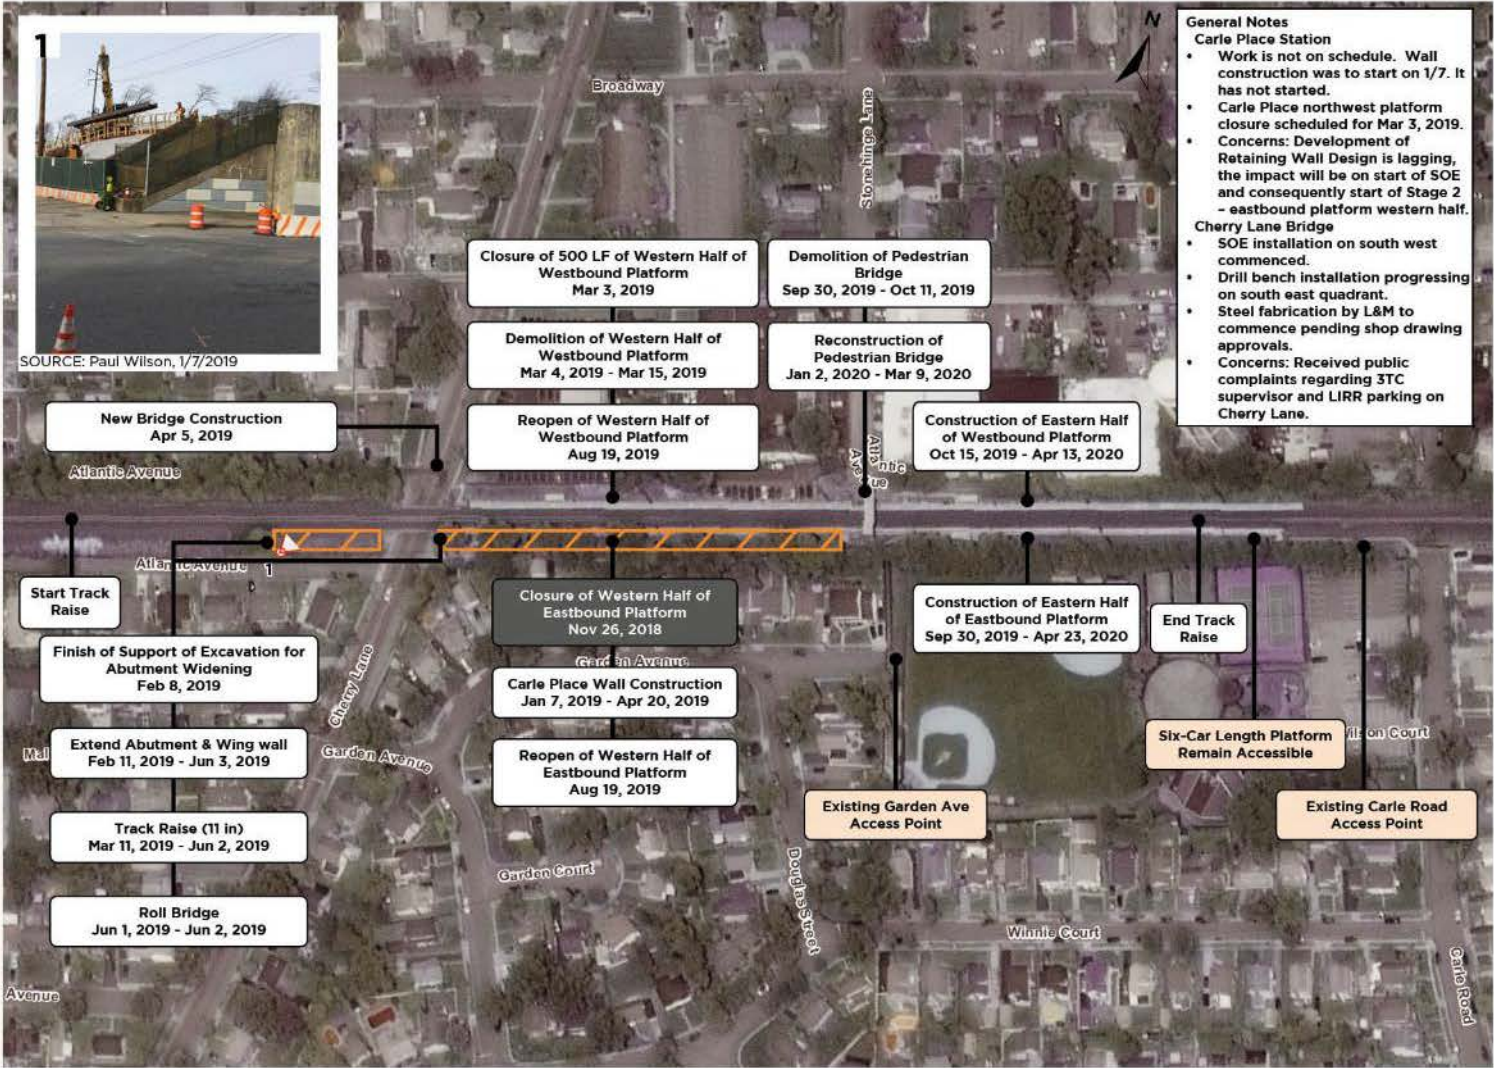 1
SOURCE: Paul Wilson, 1/7/2019
N
General Notes
Carle Place Station
• Work is not on schedule. Wall
construction was to start on 1/7. It
has not started.
• Carle Place northwest platform
closure scheduled for Mar 3, 2019.
• Concerns: Development of
Retaining Wall Design is lagging,
the impact will be on start of SOE
and consequently start of Stage 2
– eastbound platform western half.
Cherry Lane Bridge
• SOE installation on south west
commenced.
• Drill bench installation progressing
on south east quadrant.
• Steel fabrication by L&M to
commence pending shop drawing
approvals.
• Concerns: Received public
complaints regarding 3TC
supervisor and LIRR parking on
Cherry Lane.
Broadway
Stonehinge Lane
Closure of 500 LF of Western Half of
Westbound Platform
Mar 3, 2019
Demolition of Western Half of
Westbound Platform
Mar 4, 2019 - Mar 15, 2019
Reopen of Western Half of
Westbound Platform
Aug 19, 2019
Demolition of Pedestrian
Bridge
Sep 30, 2019 - Oct 11, 2019
Reconstruction of
Pedestrian Bridge
Jan 2, 2020 - Mar 9, 2020
New Bridge Construction
Apr 5, 2019
Construction of Eastern Half
of Westbound Platform
Oct 15, 2019 - Apr 13, 2020
Atlantic Avenue
Atlantic
Avenue
Atlantic Avenue
1
Start Track
Raise
Finish of Support of Excavation for
Abutment Widening
Feb 8, 2019
Extend Abutment & Wing wall
Feb 11, 2019 - Jun 3, 2019
Track Raise (11 in)
Mar 11, 2019 - Jun 2, 2019
Roll Bridge
Jun 1, 2019 - Jun 2, 2019
Closure of Western Half of
Eastbound Platform
Nov 26, 2018
Garden Avenue
Carle Place Wall Construction
Jan 7, 2019 - Apr 20, 2019
Reopen of Western Half of
Eastbound Platform
Aug 19, 2019
Construction of Eastern Half
of Eastbound Platform
Sep 30, 2019 - Apr 23, 2020
End Track
Raise
Six-Car Length Platform
Remain Accessible
Existing Garden Ave
Access Point
Existing Carle Road
Access Point
Cherry Lane
Garden Avenue
Mal
Wilson Court
Garden Court
Douglas Street
Winnie Court
Carle Road
Avenue